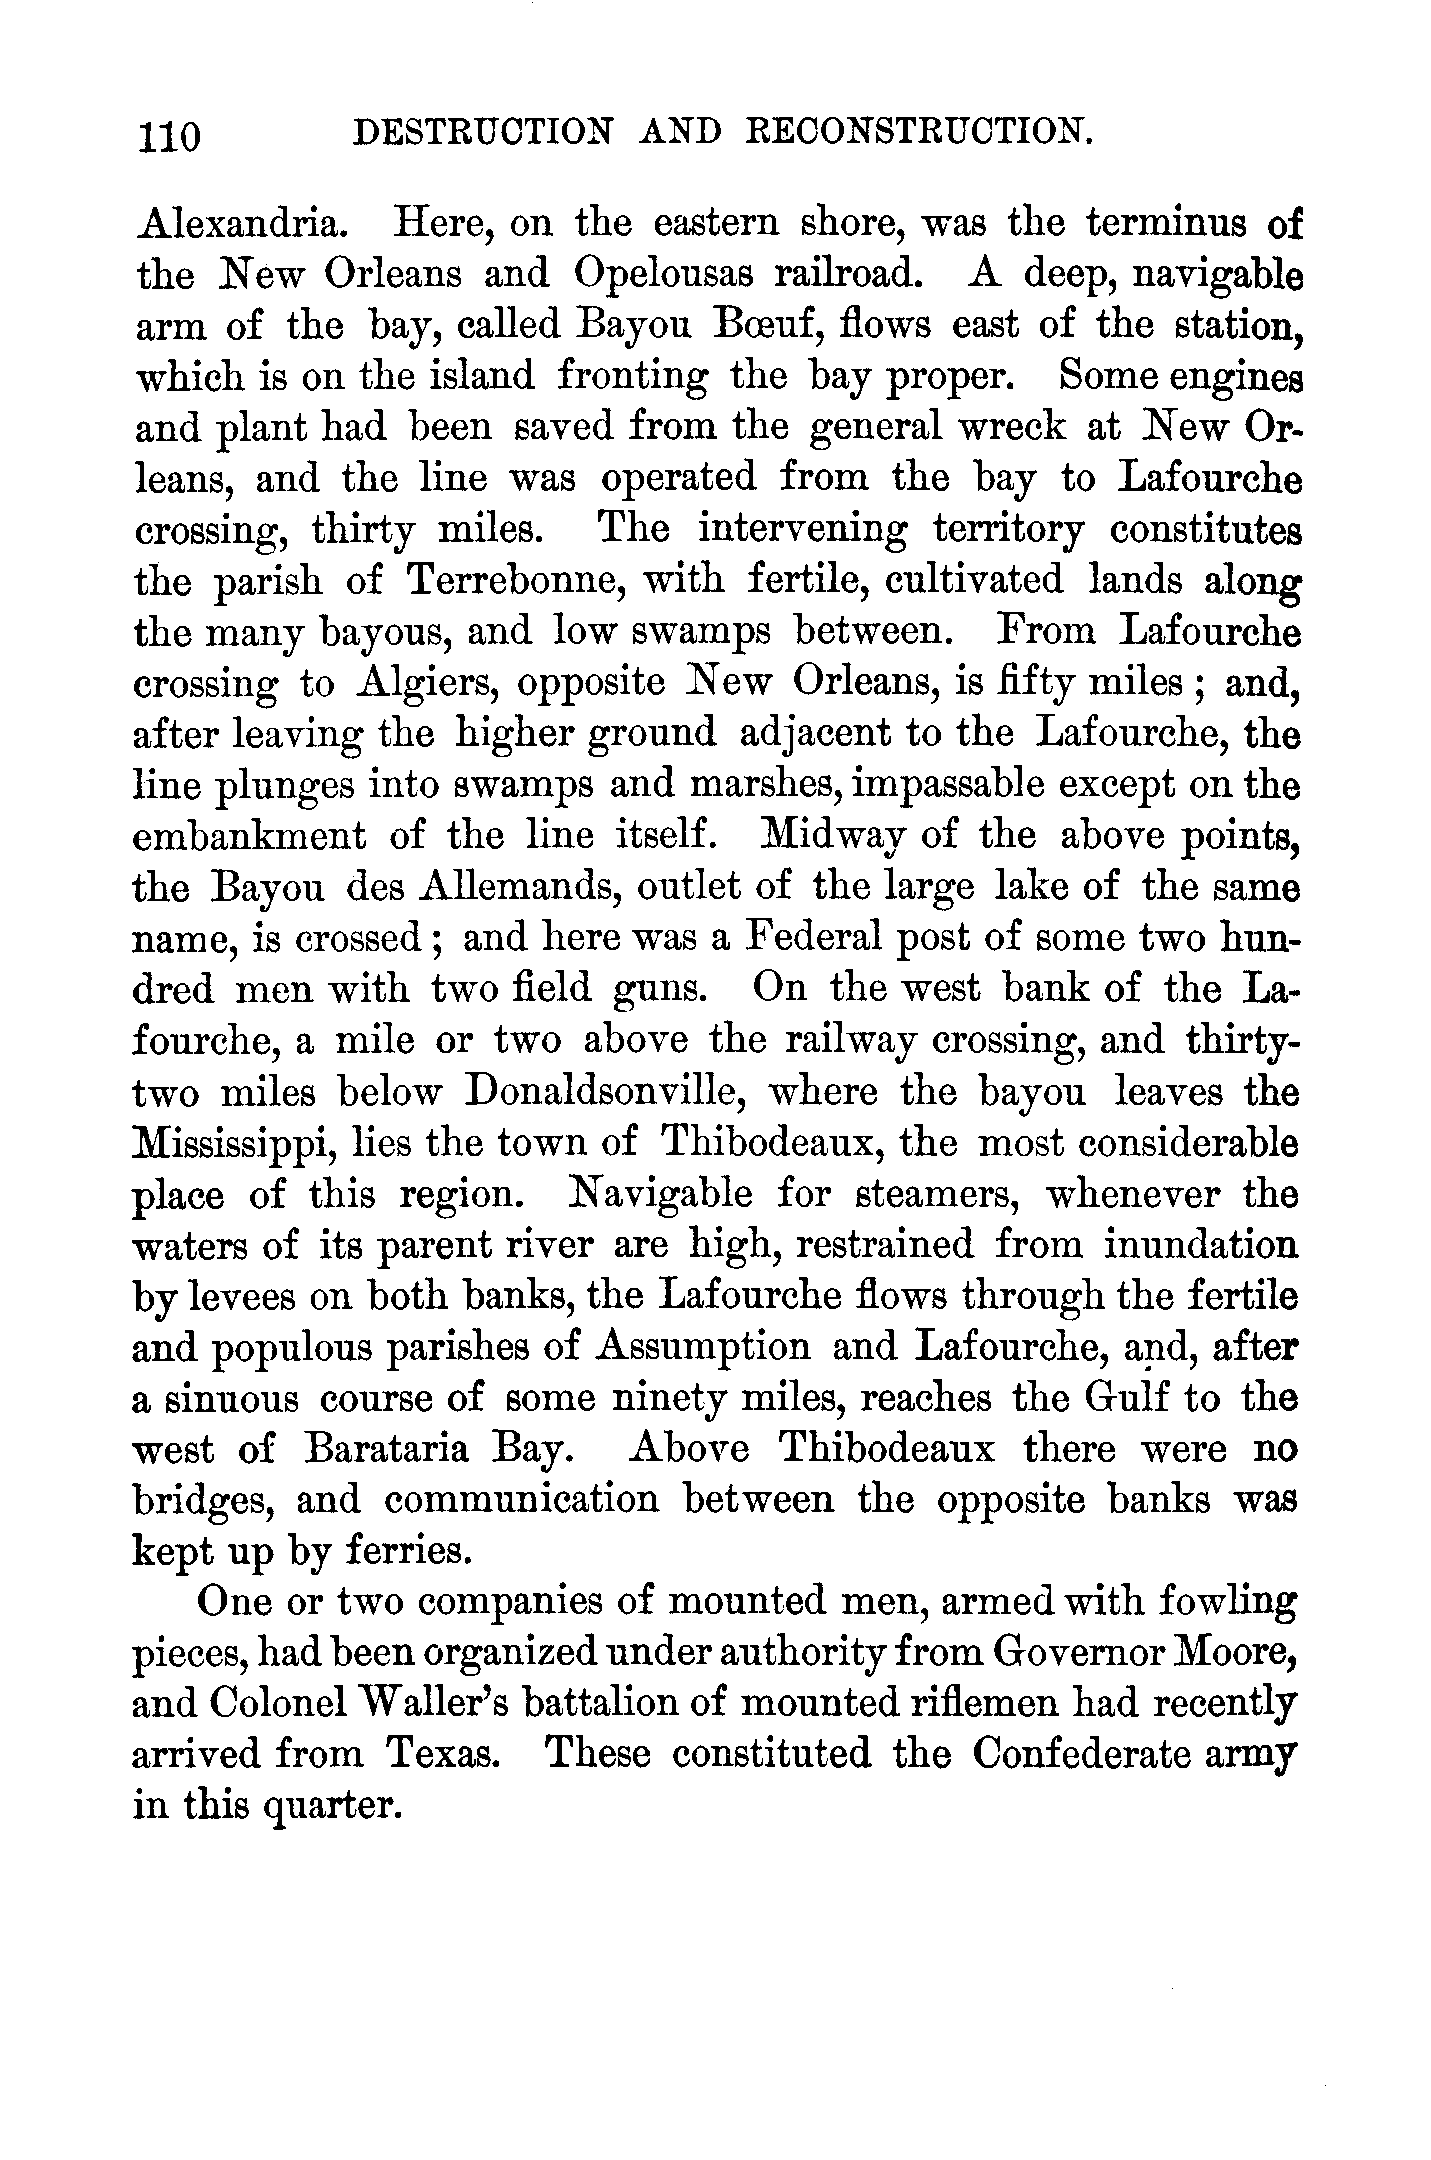 110 DESTRUCTION AND RECONSTRUCTION.
Alexandria. Here, on the eastern shore, was the terminus of
the New Orleans and Opelousas railroad. A deep, navigable
arm of the bay, called Bayou Bœuf, flows east of the station,
which is on the island fronting the bay proper. Some engines
and plant had been saved from the general wreck at New Or-
leans, and the line was operated from the bay to Lafourche
crossing, thirty miles. The intervening territory constitutes
the parish of Terrebonne, with fertile, cultivated lands along
the many bayous, and low swamps between. From Lafourche
crossing to Algiers, opposite New Orleans, is fifty miles ; and,
after leaving the higher ground adjacent to the Lafourche, the
line plunges into swamps and marshes, impassable except on the
embankment of the line itself. Midway of the above points,
the Bayou des Allemands, outlet of the large lake of the same
name, is crossed ; and here was a Federal post of some two hun-
dred men with two field guns. On the west bank of the La-
fourche, a mile or two above the railway crossing, and thirty-
two miles below Donaldsonville, where the bayou leaves the
Mississippi, lies the town of Thibodeaux, the most considerable
place of this region. Navigable for steamers, whenever the
waters of its parent river are high, restrained from inundation
by levees on both banks, the Lafourche flows through the fertile
and populous parishes of Assumption and Lafourche, and, after
a sinuous course of some ninety miles, reaches the Gulf to the
west of Barataria Bay. Above Thibodeaux there were no
bridges, and communication between the opposite banks was
kept up by ferries.
One or two companies of mounted men, armed with fowling
pieces, had been organized under authority from Governor Moore,
and Colonel Waller's battalion of mounted riflemen had recently
arrived from Texas. These constituted the Confederate army
in this quarter.